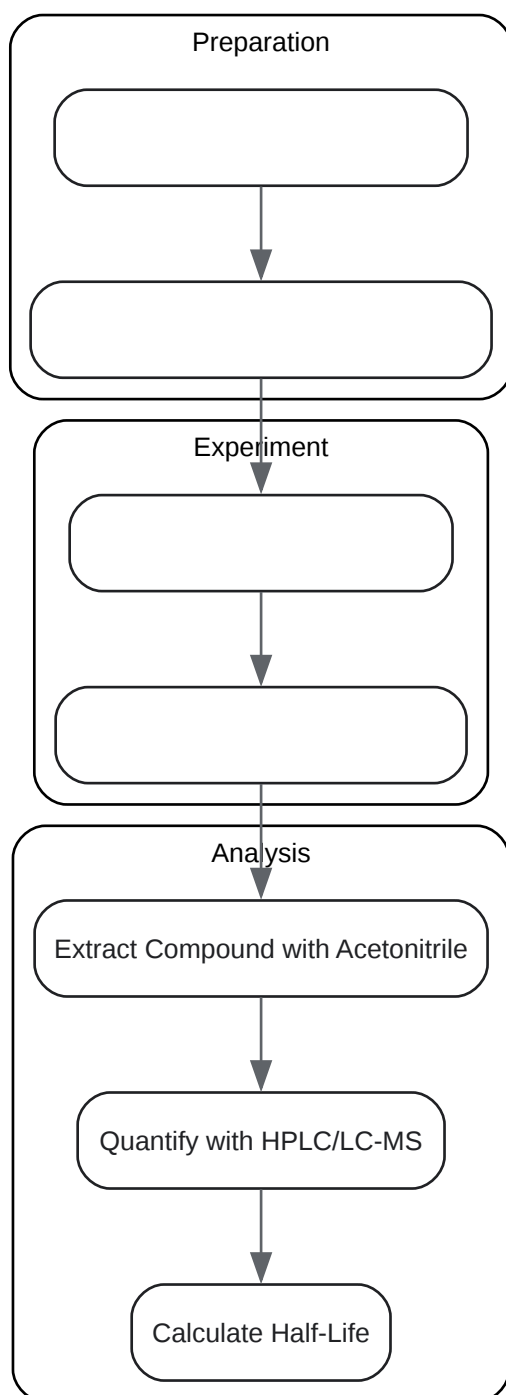 Preparation
Experiment
Analysis
Extract Compound with Acetonitrile
Quantify with HPLC/LC-MS
Calculate Half-Life